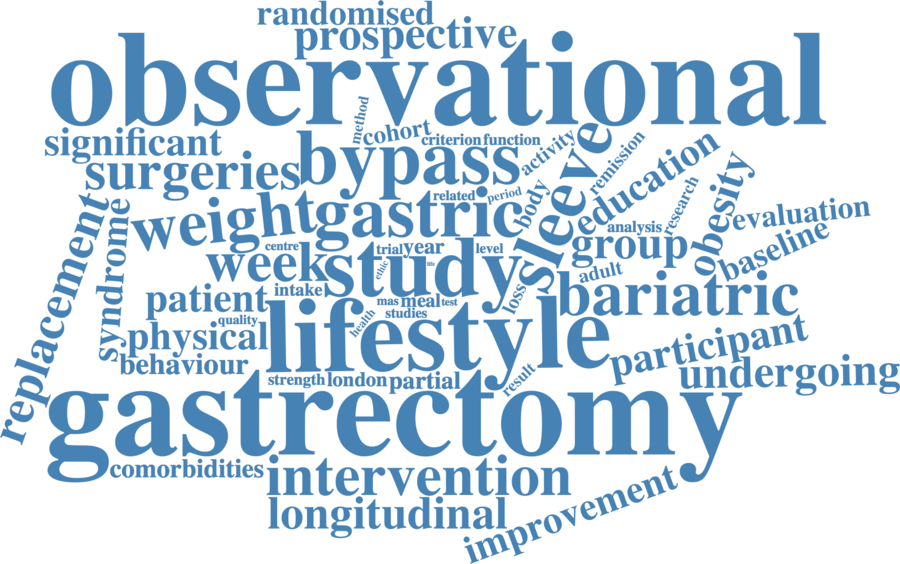 randomised
prospective
observational
method
cohort
criterion
function
activity
significant
surgeries
bypass
sleeve
remission
education
obesity
replacement
syndrome
weight
gastric
related
period
body
research
analysis
evaluation
group
baseline
centre
week
study
trial
year
level
ethic
life
adult
loss
patient
intake
mas
meal
test
studies
bariatric
quality
physical
health
lifestyle
participant
behaviour
strength
london
partial
result
undergoing
gastrectomy
comorbidities
intervention
longitudinal
improvement